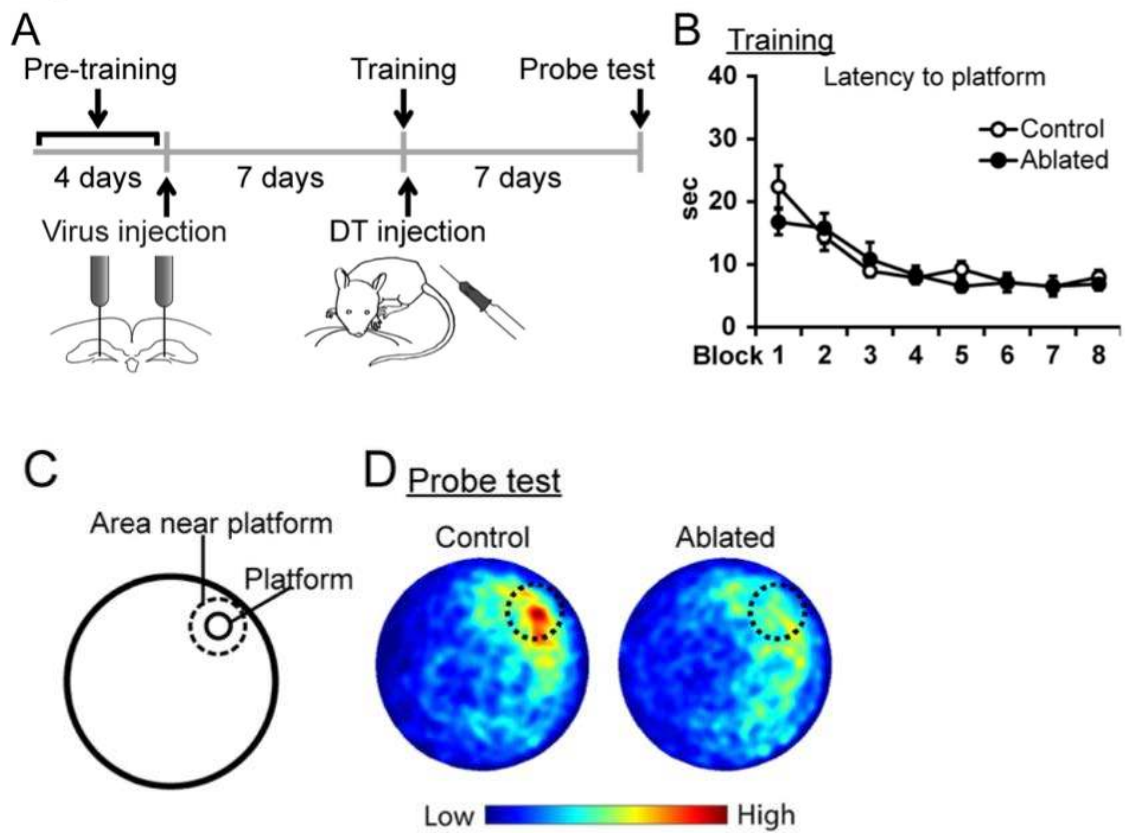 A
Pre-training
Training
Probe test
4 days
7 days
7 days
Virus injection
DT injection
B
Training
Latency to platform
40
30
20
10
0
sec
Control
Ablated
Block 1 2 3 4 5 6 7 8
C
Area near platform
Platform
D
Probe test
Control
Ablated
Low
High